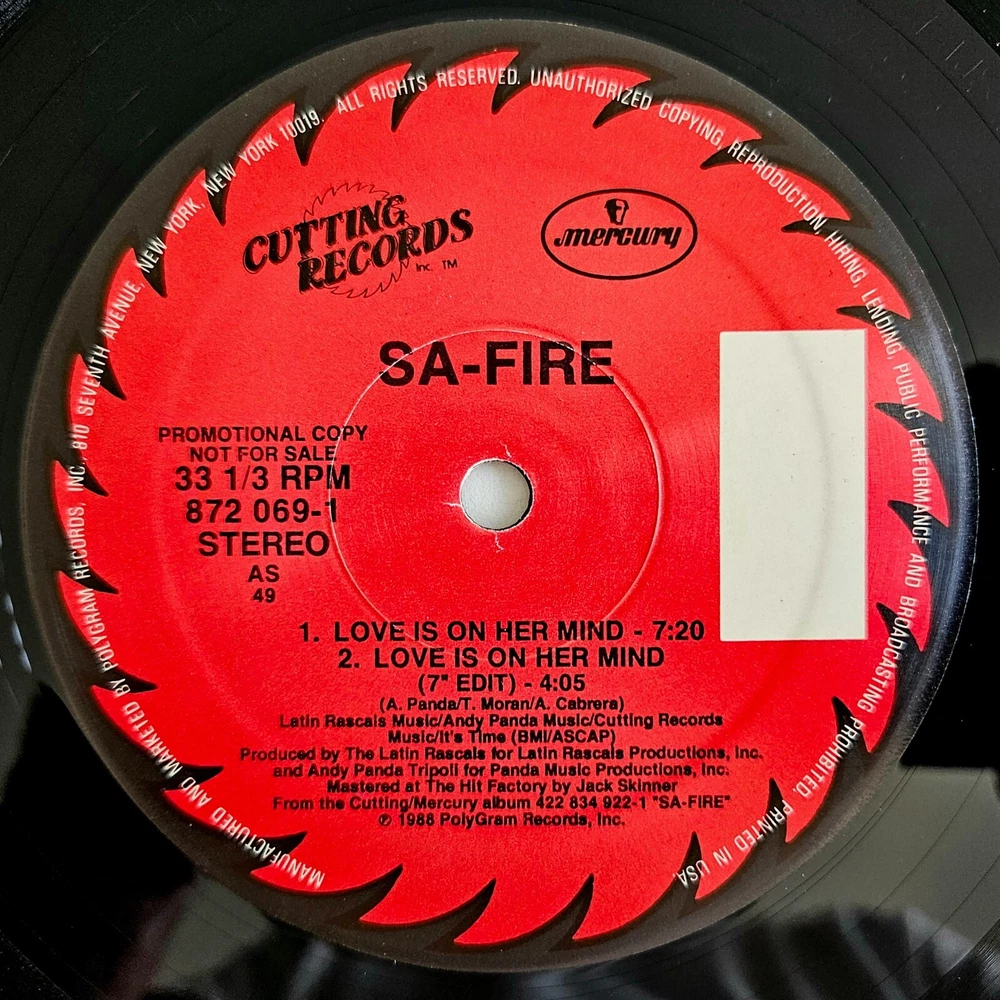 MANUFACTURED AND MARKETED BY POLYGRAM RECORDS, INC. 810 SEVENTH AVENUE, NEW YORK, NEW YORK 10019. ALL RIGHTS RESERVED. UNAUTHORIZED COPYING, REPRODUCTION, HIRING, LENDING, PUBLIC PERFORMANCE AND BROADCASTING PROHIBITED. PRINTED IN USA
CUTTING
RECORDS
Inc. TM
mercury
SA-FIRE
PROMOTIONAL COPY
NOT FOR SALE
33 1/3 RPM
872 069-1
STEREO
AS
49
1. LOVE IS ON HER MIND - 7:20
2. LOVE IS ON HER MIND
(7" EDIT) - 4:05
(A. Panda/T. Moran/A. Cabrera)
Latin Rascals Music/Andy Panda Music/Cutting Records
Music/It's Time (BMI/ASCAP)
Produced by The Latin Rascals for Latin Rascals Productions, Inc.
and Andy Panda Tripoli for Panda Music Productions, Inc.
Mastered at The Hit Factory by Jack Skinner
From the Cutting/Mercury album 422 834 922-1 "SA-FIRE"
℗ 1988 PolyGram Records, Inc.